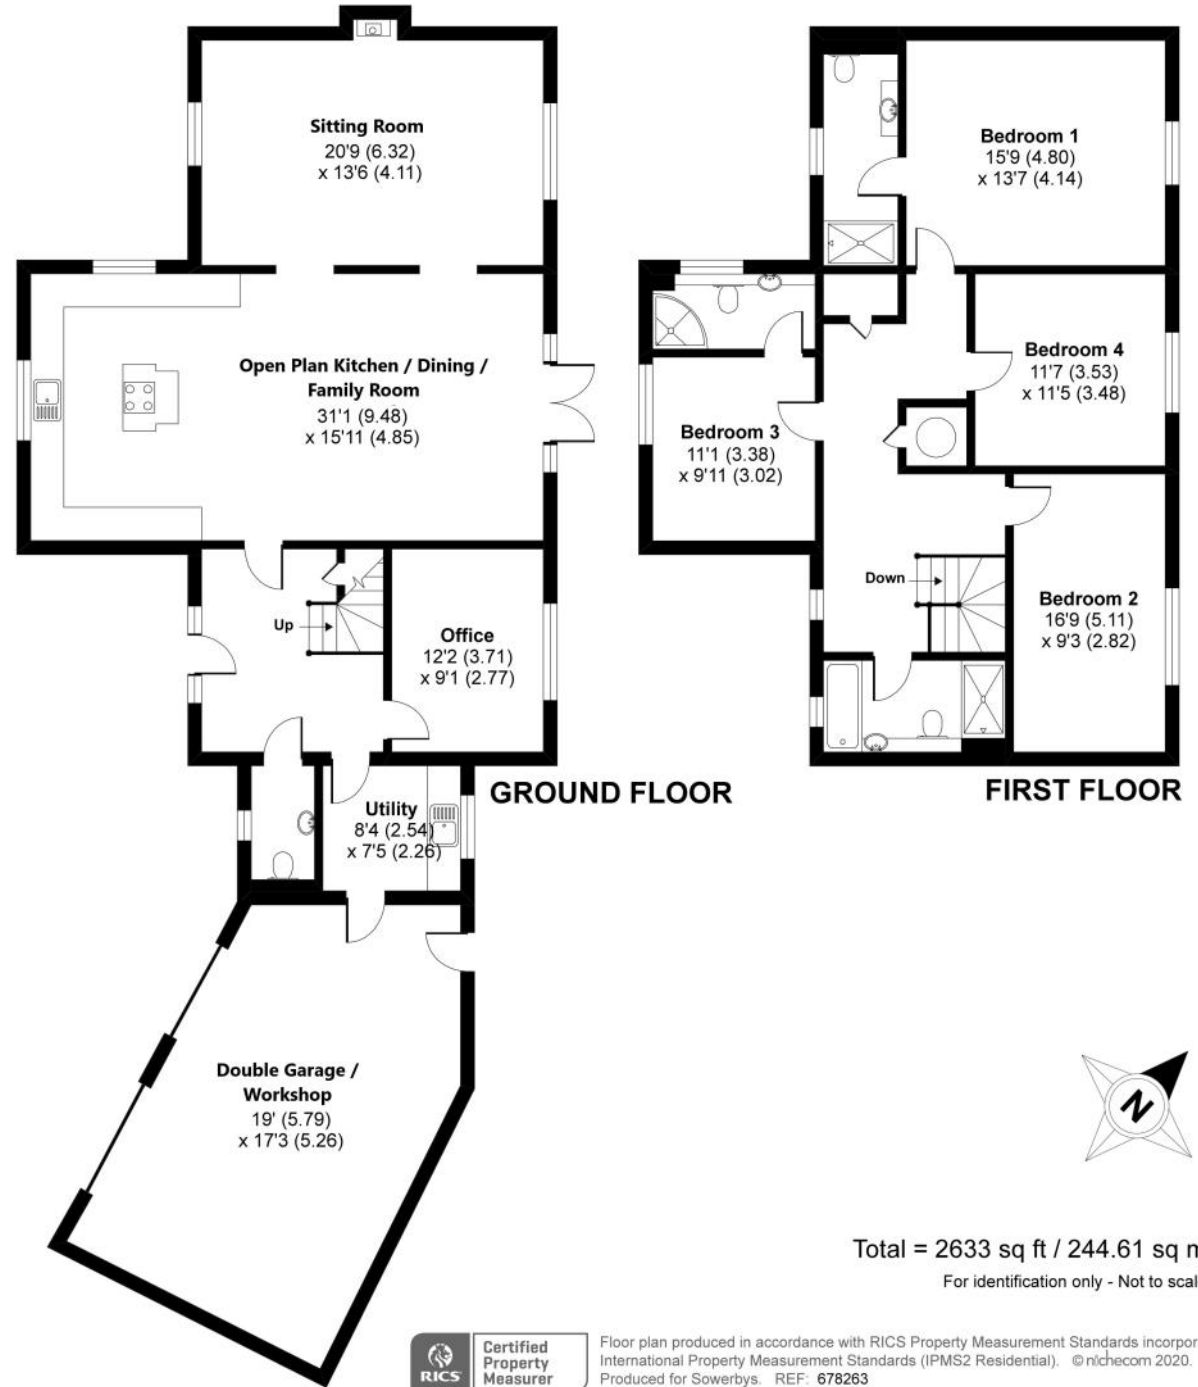 Sitting Room
20'9 (6.32)
x 13'6 (4.11)
Open Plan Kitchen / Dining /
Family Room
31'1 (9.48)
x 15'11 (4.85)
Up
Office
12'2 (3.71)
x 9'1 (2.77)
Utility
8'4 (2.54)
x 7'5 (2.26)
GROUND FLOOR
Double Garage /
Workshop
19' (5.79)
x 17'3 (5.26)
Bedroom 1
15'9 (4.80)
x 13'7 (4.14)
Bedroom 4
11'7 (3.53)
x 11'5 (3.48)
Bedroom 3
11'1 (3.38)
x 9'11 (3.02)
Down
Bedroom 2
16'9 (5.11)
x 9'3 (2.82)
FIRST FLOOR
N
Total = 2633 sq ft / 244.61 sq m
For identification only - Not to scal
RICS
Certified
Property
Measurer
Floor plan produced in accordance with RICS Property Measurement Standards incorpor
International Property Measurement Standards (IPMS2 Residential). © nichecom 2020.
Produced for Sowerbys. REF: 678263